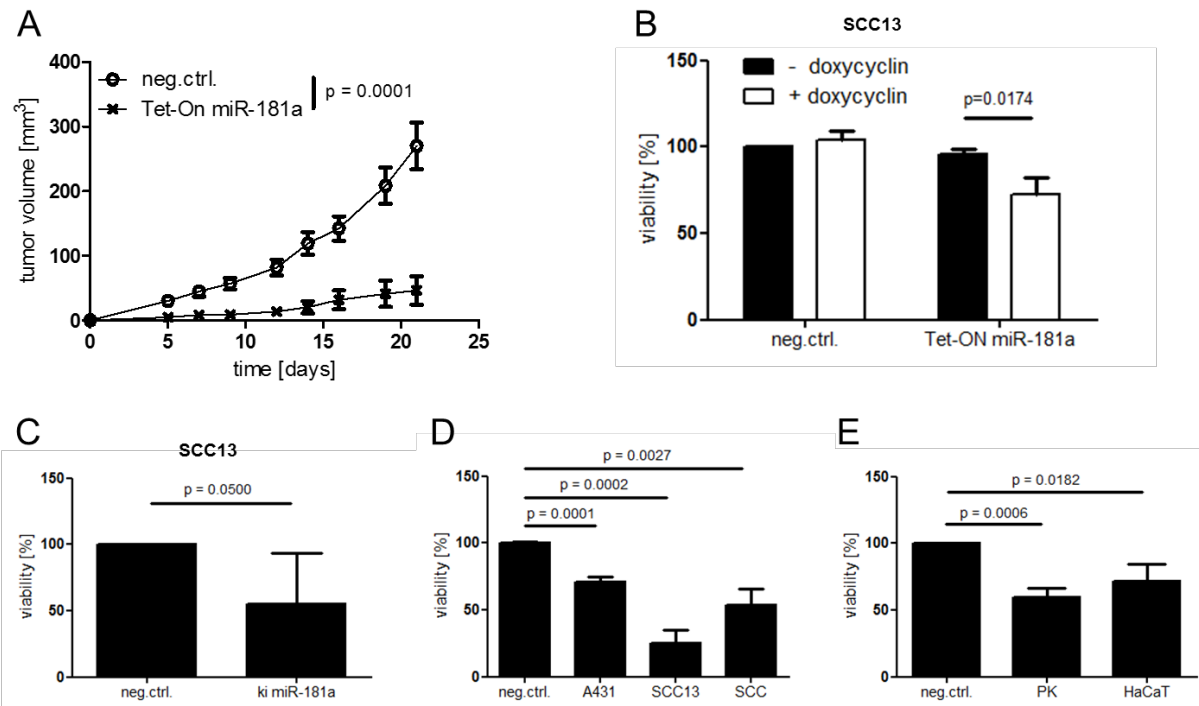 A
tumor volume [mm³]
400
300
200
100
0
neg.ctrl.
Tet-On miR-181a
p = 0.0001
0 5 10 15 20 25
time [days]
B
SCC13
viability [%]
150
100
50
0
- doxycyclin
+ doxycyclin
p=0.0174
neg.ctrl. Tet-ON miR-181a
C
SCC13
viability [%]
150
100
50
0
p = 0.0500
neg.ctrl. ki miR-181a
D
viability [%]
150
100
50
0
p = 0.0027
p = 0.0002
p = 0.0001
neg.ctrl. A431 SCC13 SCC
E
viability [%]
150
100
50
0
p = 0.0182
p = 0.0006
neg.ctrl. PK HaCaT